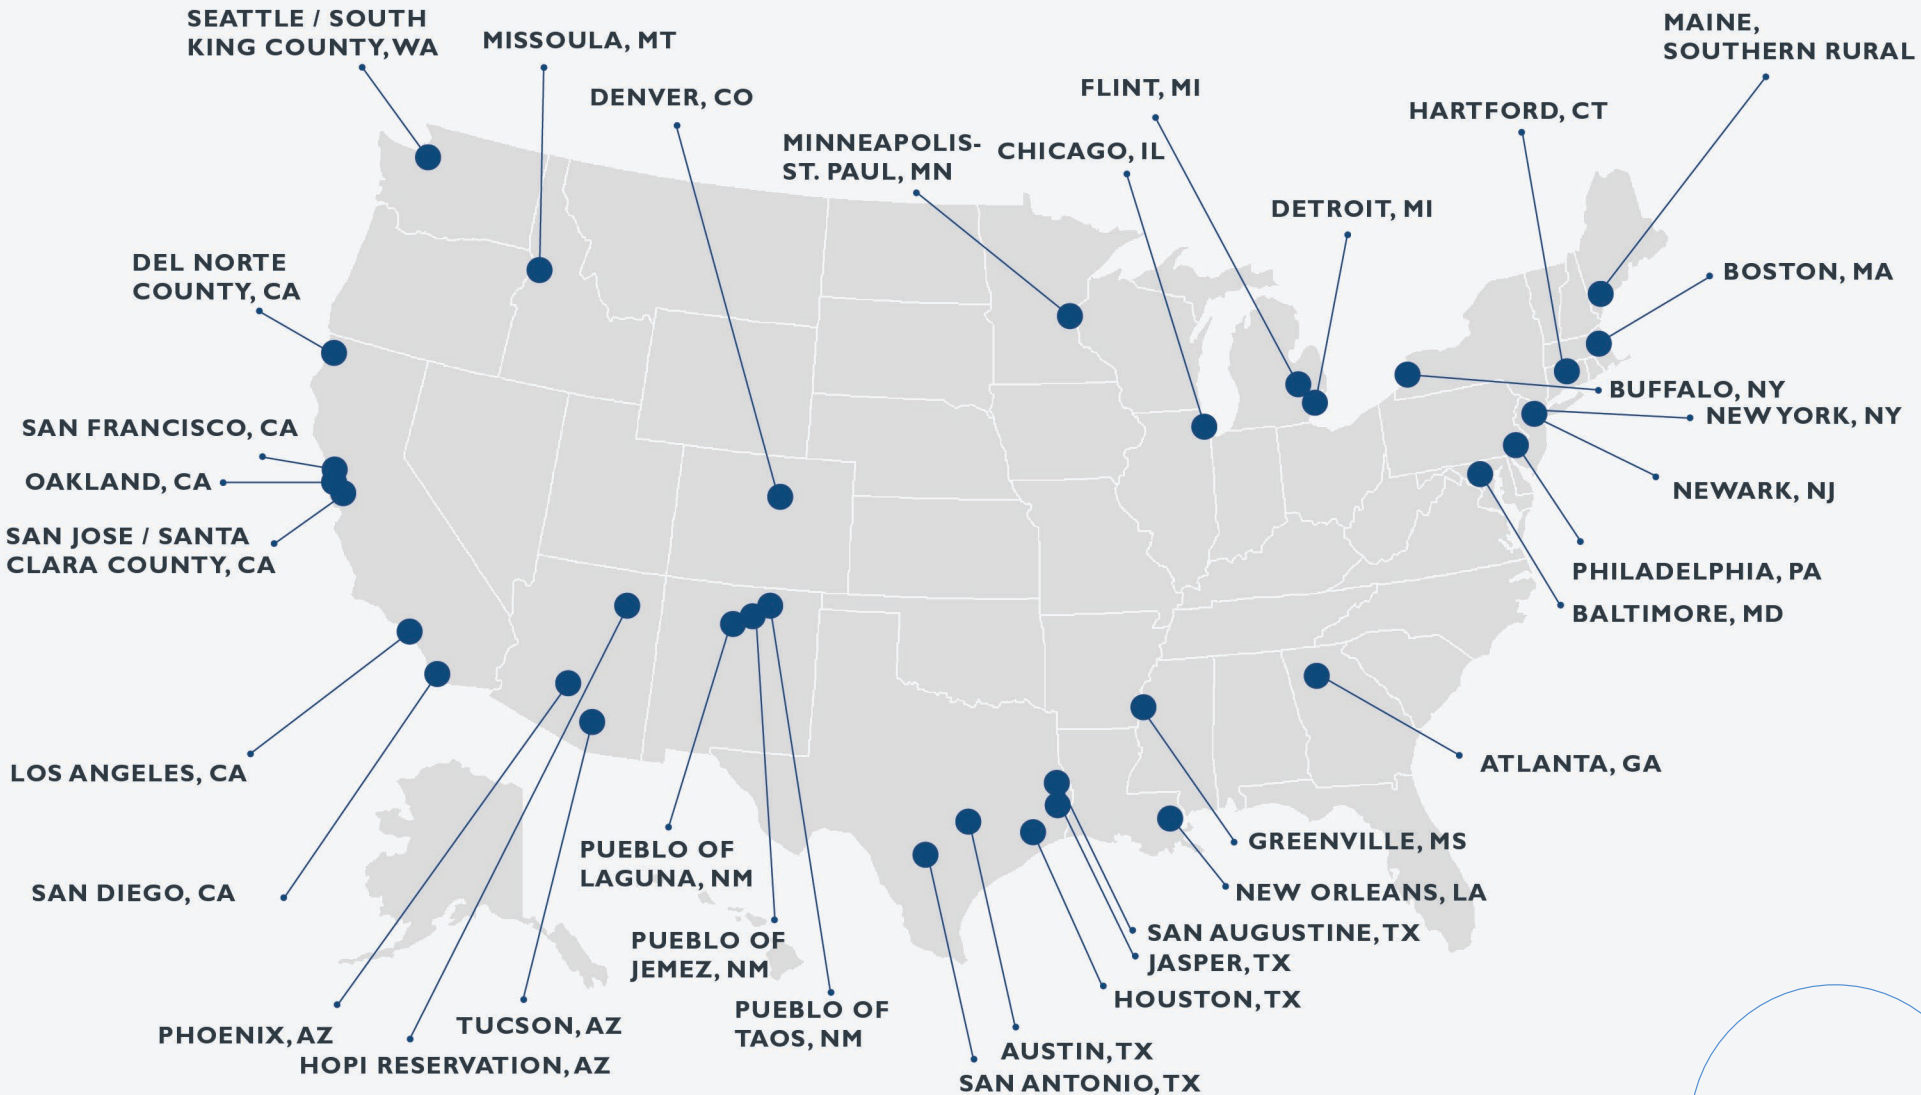 SEATTLE / SOUTH
KING COUNTY, WA
MISSOULA, MT
DENVER, CO
MINNEAPOLIS-
ST. PAUL, MN
CHICAGO, IL
FLINT, MI
DETROIT, MI
HARTFORD, CT
MAINE,
SOUTHERN RURAL
BOSTON, MA
DEL NORTE
COUNTY, CA
BUFFALO, NY
NEW YORK, NY
SAN FRANCISCO, CA
OAKLAND, CA
NEWARK, NJ
SAN JOSE / SANTA
CLARA COUNTY, CA
PHILADELPHIA, PA
BALTIMORE, MD
LOS ANGELES, CA
ATLANTA, GA
SAN DIEGO, CA
PUEBLO OF
LAGUNA, NM
GREENVILLE, MS
NEW ORLEANS, LA
PUEBLO OF
JEMEZ, NM
SAN AUGUSTINE, TX
JASPER, TX
HOUSTON, TX
PUEBLO OF
TAOS, NM
PHOENIX, AZ
TUCSON, AZ
HOPI RESERVATION, AZ
AUSTIN, TX
SAN ANTONIO, TX